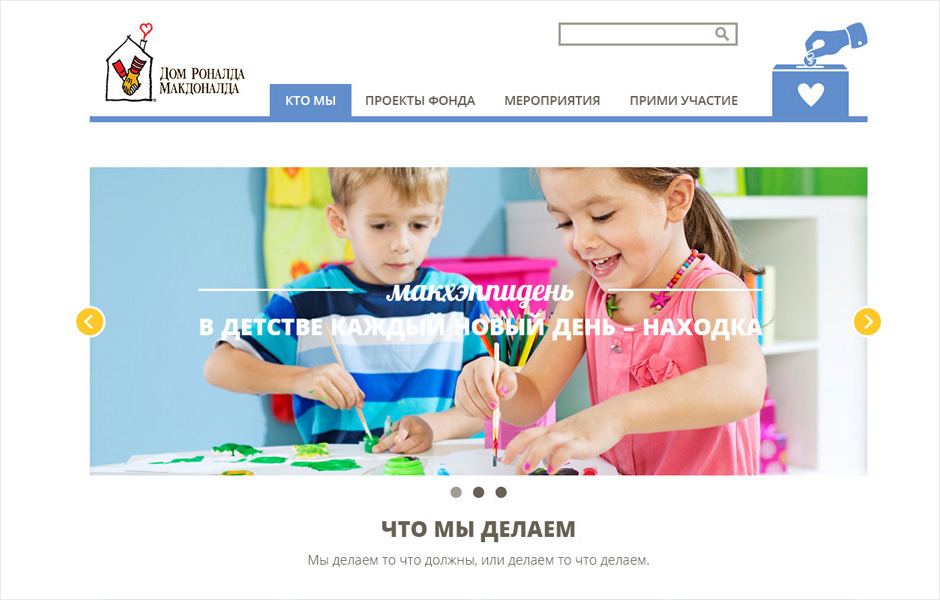 Дом Роналда
Макдоналда
КТО МЫ
ПРОЕКТЫ ФОНДА
МЕРОПРИЯТИЯ
ПРИМИ УЧАСТИЕ
макхэппидень
В ДЕТСТВЕ КАЖДЫЙ НОВЫЙ ДЕНЬ – НАХОДКА
ЧТО МЫ ДЕЛАЕМ
Мы делаем то что должны, или делаем то что делаем.